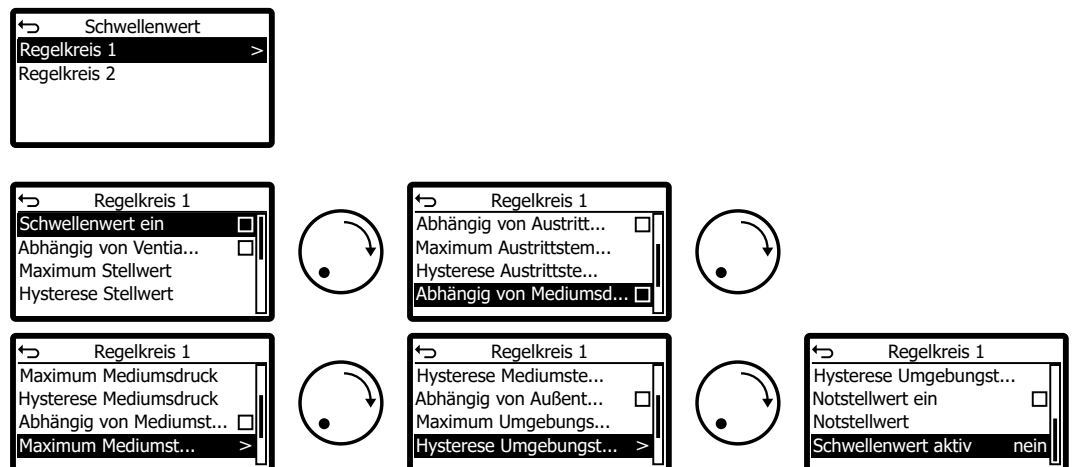 Schwellenwert
Regelkreis 1 >
Regelkreis 2
Regelkreis 1
Schwellenwert ein
Abhängig von Ventia...
Maximum Stellwert
Hysterese Stellwert
Regelkreis 1
Abhängig von Austritt...
Maximum Austrittstem...
Hysterese Austrittste...
Abhängig von Mediumsd...
Regelkreis 1
Maximum Mediumsdruck
Hysterese Mediumsdruck
Abhängig von Mediumst...
Maximum Mediumst... >
Regelkreis 1
Hysterese Mediumste...
Abhängig von Außent...
Maximum Umgebungs...
Hysterese Umgebungst... >
Regelkreis 1
Hysterese Umgebungst...
Notstellwert ein
Notstellwert
Schwellenwert aktiv nein